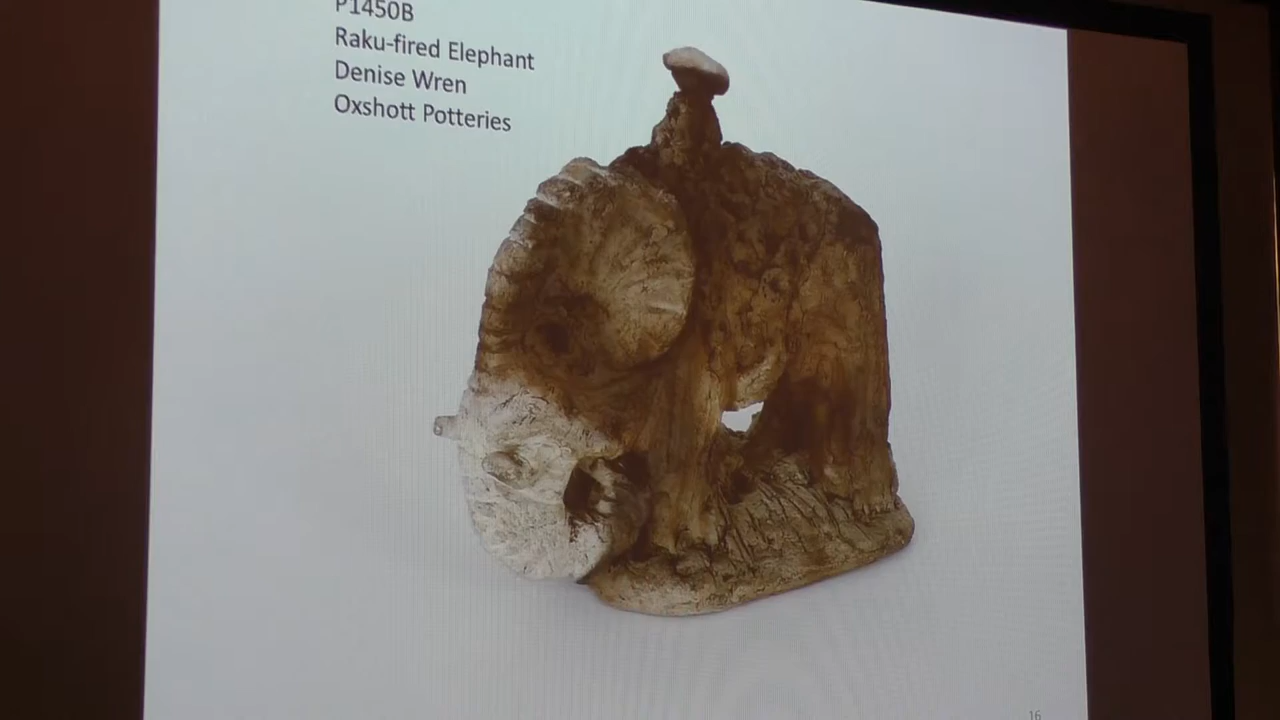 P1450B
Raku-fired Elephant
Denise Wren
Oxshott Potteries
16